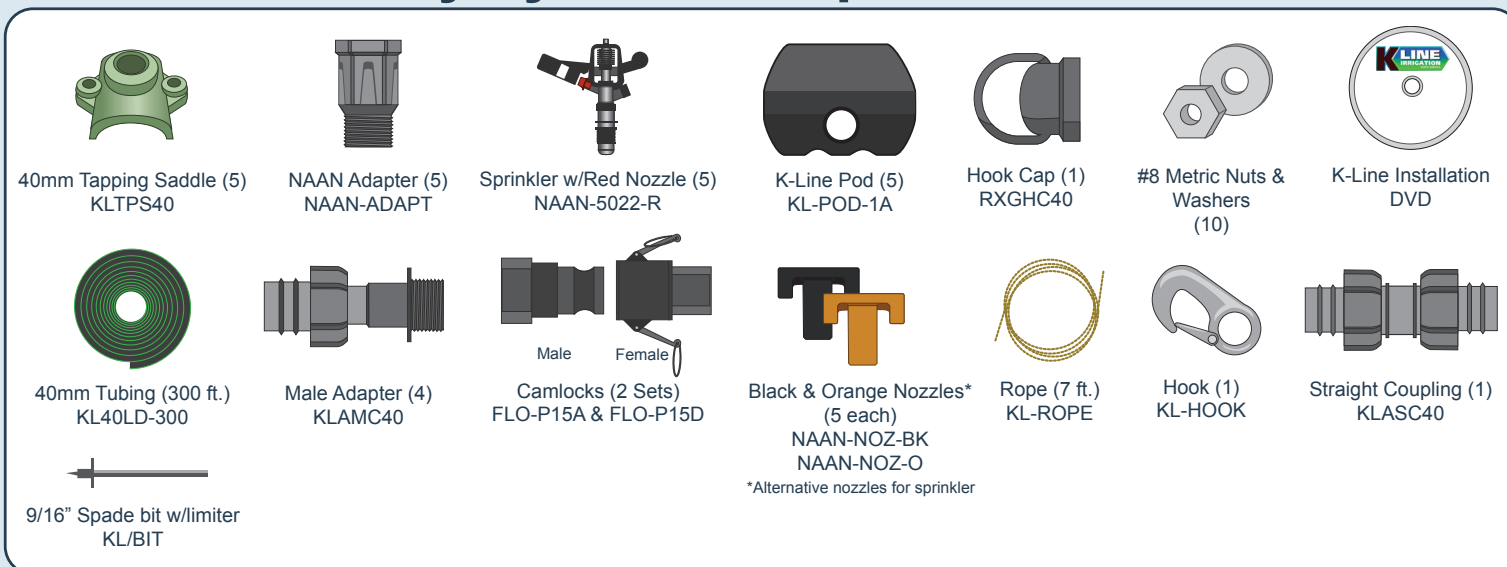 40mm Tapping Saddle (5)
KLTPS40
NAAN Adapter (5)
NAAN-ADAPT
Sprinkler w/Red Nozzle (5)
NAAN-5022-R
K-Line Pod (5)
KL-POD-1A
Hook Cap (1)
RXGHC40
#8 Metric Nuts &
Washers
(10)
K LINE
IRRIGATION
K-Line Installation
DVD
40mm Tubing (300 ft.)
KL40LD-300
Male Adapter (4)
KLAMC40
Male
Female
Camlocks (2 Sets)
FLO-P15A & FLO-P15D
Black & Orange Nozzles*
(5 each)
NAAN-NOZ-BK
NAAN-NOZ-O
*Alternative nozzles for sprinkler
Rope (7 ft.)
KL-ROPE
Hook (1)
KL-HOOK
Straight Coupling (1)
KLASC40
9/16” Spade bit w/limiter
KL/BIT